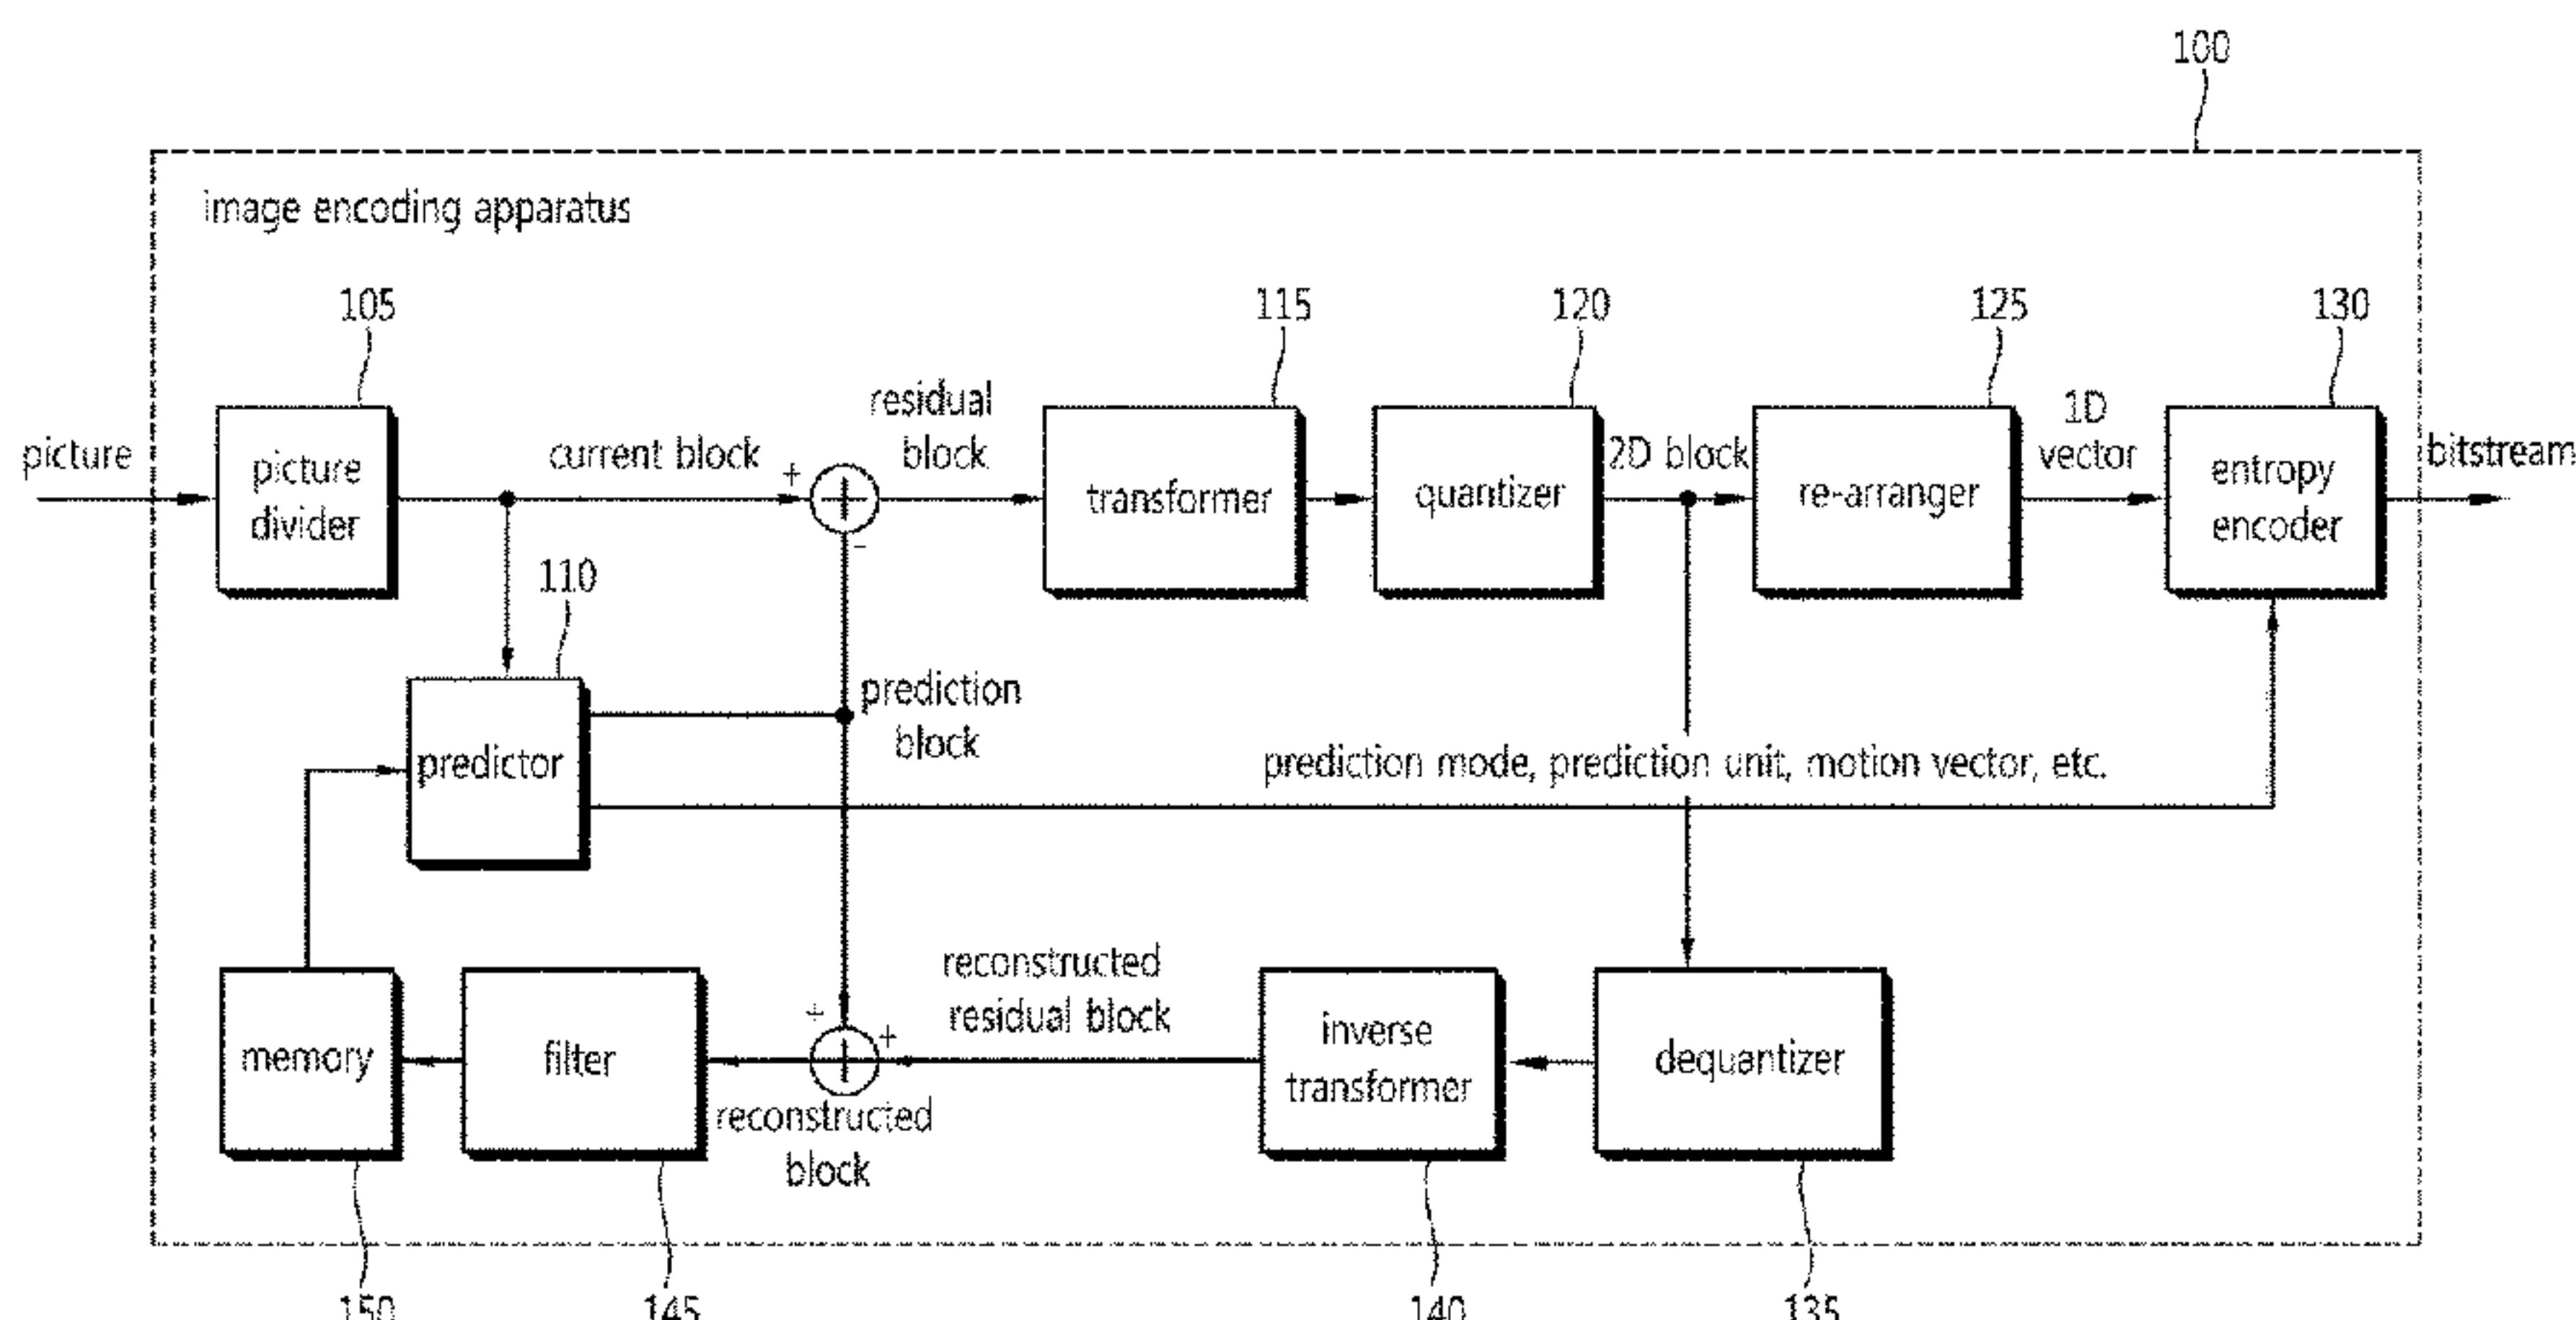 100
image encoding apparatus
105
115
120
125
130
picture
picture
divider
current block
+
-
residual
block
transformer
quantizer
2D block
re-arranger
1D
vector
entropy
encoder
bitstream
110
predictor
prediction
block
prediction mode, prediction unit, motion vector, etc.
memory
filter
+
+
reconstructed
block
reconstructed
residual block
inverse
transformer
dequantizer
150
145
140
135